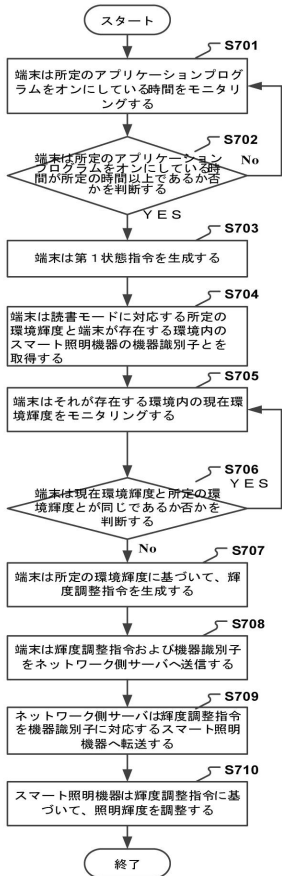 スタート
S701
端末は所定のアプリケーションプログ
ラムをオンにしている時間をモニタリ
ングする
S702
端末は所定のアプリケーション
プログラムをオンにしている時
間が所定の時間以上であるか否
かを判断する
No
YES
S703
端末は第1状態指令を生成する
S704
端末は読書モードに対応する所定の
環境輝度と端末が存在する環境内の
スマート照明機器の機器識別子とを
取得する
S705
端末はそれが存在する環境内の現在環
境輝度をモニタリングする
S706
YES
端末は現在環境輝度と所定の環
境輝度とが同じであるか否かを
判断する
No
S707
端末は所定の環境輝度に基づいて、輝
度調整指令を生成する
S708
端末は輝度調整指令および機器識別子
をネットワーク側サーバへ送信する
S709
ネットワーク側サーバは輝度調整指令
を機器識別子に対応するスマート照明
機器へ転送する
S710
スマート照明機器は輝度調整指令に基
づいて、照明輝度を調整する
終了